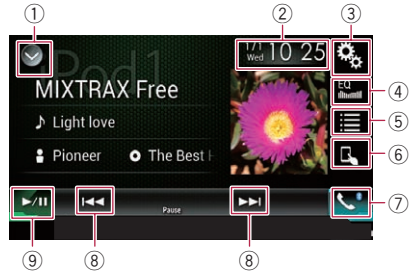 ① ② ③
iPod1
1/1 Wed 10 25
MIXTRAX Free
EQ ④
♪ Light love
⑤
Pioneer The Best H
⑥
Pause
⑦
⑨ ⑧ ⑧